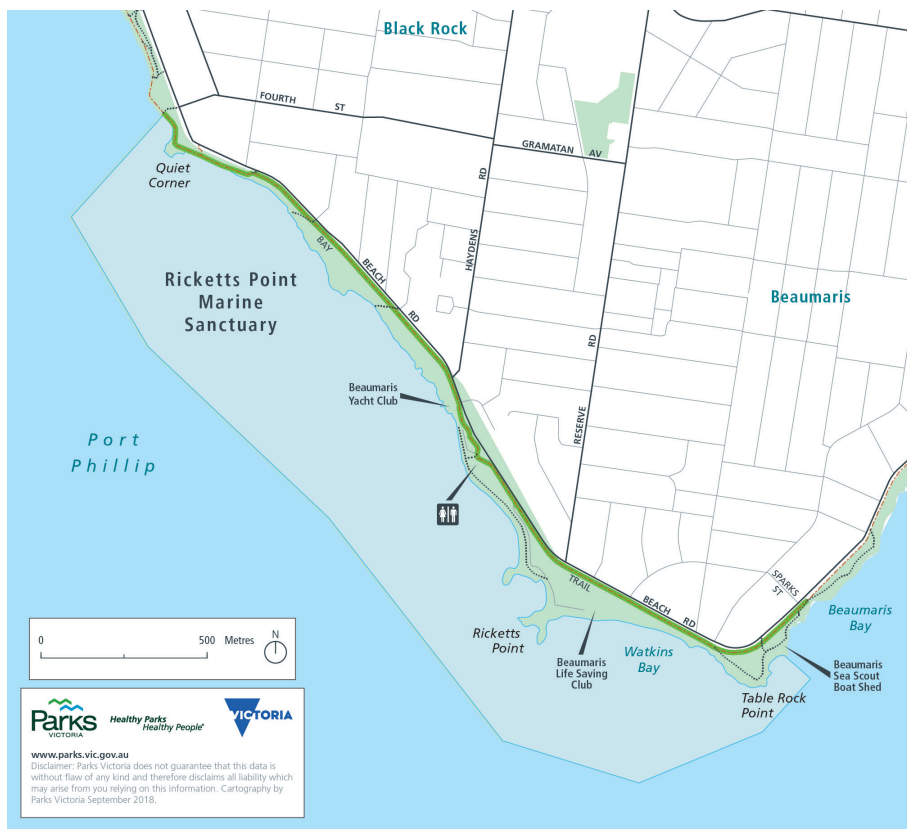 Black Rock
FOURTH ST
GRAMATAN AV
Quiet
Corner
HAYDENS RD
BAY
BEACH RD
Ricketts Point
Marine
Sanctuary
Beaumaris
Beaumaris
Yacht Club
RESERVE RD
Port
Phillip
TRAIL
BEACH RD
SPARKS ST
Ricketts
Point
Beaumaris
Life Saving
Club
Watkins
Bay
Beaumaris
Bay
Beaumaris
Sea Scout
Boat Shed
Table Rock
Point
0 500 Metres
N
Parks
VICTORIA
Healthy Parks
Healthy People®
VICTORIA
www.parks.vic.gov.au
Disclaimer: Parks Victoria does not guarantee that this data is
without flaw of any kind and therefore disclaims all liability which
may arise from you relying on this information. Cartography by
Parks Victoria September 2018.